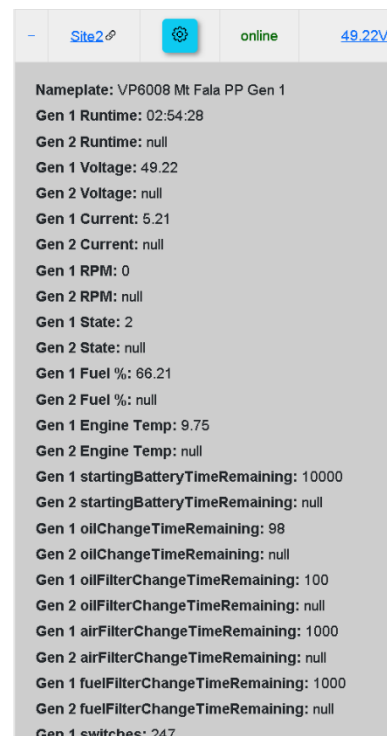 − Site2 online 49.22V
Nameplate: VP6008 Mt Fala PP Gen 1
Gen 1 Runtime: 02:54:28
Gen 2 Runtime: null
Gen 1 Voltage: 49.22
Gen 2 Voltage: null
Gen 1 Current: 5.21
Gen 2 Current: null
Gen 1 RPM: 0
Gen 2 RPM: null
Gen 1 State: 2
Gen 2 State: null
Gen 1 Fuel %: 66.21
Gen 2 Fuel %: null
Gen 1 Engine Temp: 9.75
Gen 2 Engine Temp: null
Gen 1 startingBatteryTimeRemaining: 10000
Gen 2 startingBatteryTimeRemaining: null
Gen 1 oilChangeTimeRemaining: 98
Gen 2 oilChangeTimeRemaining: null
Gen 1 oilFilterChangeTimeRemaining: 100
Gen 2 oilFilterChangeTimeRemaining: null
Gen 1 airFilterChangeTimeRemaining: 1000
Gen 2 airFilterChangeTimeRemaining: null
Gen 1 fuelFilterChangeTimeRemaining: 1000
Gen 2 fuelFilterChangeTimeRemaining: null
Gen 1 switches: 247